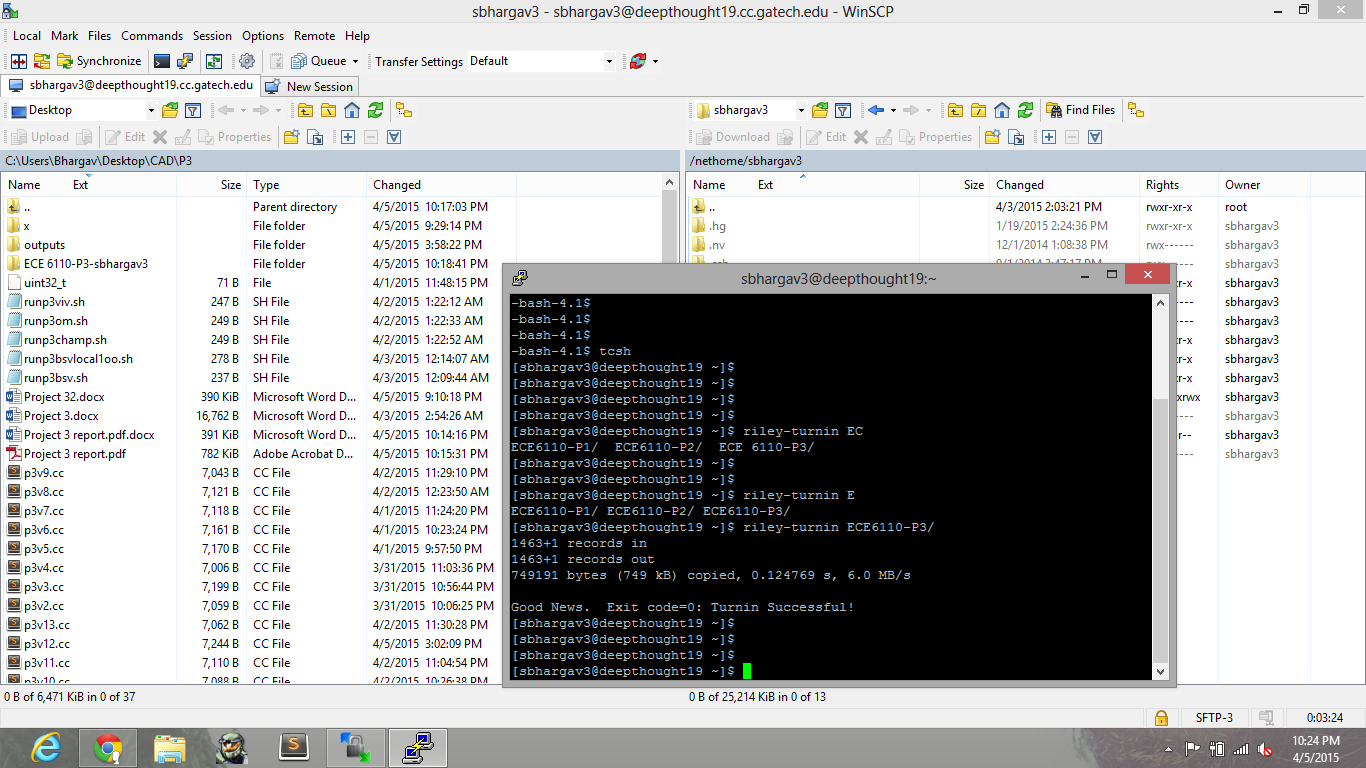 sbhargav3 - sbhargav3@deepthought19.cc.gatech.edu - WinSCP
Local Mark Files Commands Session Options Remote Help
Synchronize Queue Transfer Settings Default
sbhargav3@deepthought19.cc.gatech.edu New Session
Desktop sbhargav3 Find Files
Upload Edit Properties Download Edit Properties
C:\Users\Bhargav\Desktop\CAD\P3 /nethome/sbhargav3
Name Ext Size Type Changed Name Ext Size Changed Rights Owner
.. Parent directory 4/5/2015 10:17:03 PM .. 4/3/2015 2:03:21 PM rwxr-xr-x root
x File folder 4/5/2015 9:29:14 PM .hg 1/19/2015 2:24:36 PM rwxr-xr-x sbhargav3
outputs File folder 4/5/2015 3:58:22 PM .nv 12/1/2014 1:08:38 PM rwx------ sbhargav3
ECE 6110-P3-sbhargav3 File folder 4/5/2015 10:18:41 PM sbhargav3
uint32_t 71 B File 4/1/2015 11:48:15 PM sbhargav3
runp3viv.sh 247 B SH File 4/2/2015 1:22:12 AM sbhargav3
runp3om.sh 249 B SH File 4/2/2015 1:22:33 AM sbhargav3
runp3champ.sh 249 B SH File 4/2/2015 1:22:52 AM sbhargav3
runp3bsvlocal1oo.sh 278 B SH File 4/3/2015 12:14:07 AM sbhargav3
runp3bsv.sh 237 B SH File 4/3/2015 12:09:44 AM sbhargav3
Project 32.docx 390 KiB Microsoft Word D... 4/5/2015 9:10:18 PM sbhargav3
Project 3.docx 16,762 KiB Microsoft Word D... 4/3/2015 2:54:26 AM sbhargav3
Project 3 report.pdf.docx 391 KiB Microsoft Word D... 4/5/2015 10:14:16 PM sbhargav3
Project 3 report.pdf 782 KiB Adobe Acrobat D... 4/5/2015 10:15:31 PM sbhargav3
p3v9.cc 7,043 B CC File 4/2/2015 11:29:10 PM
p3v8.cc 7,121 B CC File 4/2/2015 12:23:50 AM
p3v7.cc 7,118 B CC File 4/1/2015 11:24:20 PM
p3v6.cc 7,161 B CC File 4/1/2015 10:23:24 PM
p3v5.cc 7,170 B CC File 4/1/2015 9:57:50 PM
p3v4.cc 7,006 B CC File 3/31/2015 11:03:36 PM
p3v3.cc 7,199 B CC File 3/31/2015 10:56:44 PM
p3v2.cc 7,059 B CC File 3/31/2015 10:06:25 PM
p3v13.cc 7,062 B CC File 4/2/2015 11:30:28 PM
p3v12.cc 7,244 B CC File 4/5/2015 3:02:09 PM
p3v11.cc 7,110 B CC File 4/2/2015 11:04:54 PM
p3v10.cc 7,088 B CC File 4/2/2015 10:26:38 PM
sbhargav3@deepthought19:~
-bash-4.1$
-bash-4.1$
-bash-4.1$
-bash-4.1$ tcsh
[sbhargav3@deepthought19 ~]$
[sbhargav3@deepthought19 ~]$
[sbhargav3@deepthought19 ~]$
[sbhargav3@deepthought19 ~]$
[sbhargav3@deepthought19 ~]$ riley-turnin EC
ECE6110-P1/ ECE6110-P2/ ECE 6110-P3/
[sbhargav3@deepthought19 ~]$
[sbhargav3@deepthought19 ~]$
[sbhargav3@deepthought19 ~]$ riley-turnin E
ECE6110-P1/ ECE6110-P2/ ECE6110-P3/
[sbhargav3@deepthought19 ~]$ riley-turnin ECE6110-P3/
1463+1 records in
1463+1 records out
749191 bytes (749 kB) copied, 0.124769 s, 6.0 MB/s
Good News. Exit code=0: Turnin Successful!
[sbhargav3@deepthought19 ~]$
[sbhargav3@deepthought19 ~]$
[sbhargav3@deepthought19 ~]$
[sbhargav3@deepthought19 ~]$
0 B of 6,471 KiB in 0 of 37 0 B of 25,214 KiB in 0 of 13
SFTP-3 0:03:24
10:24 PM
4/5/2015